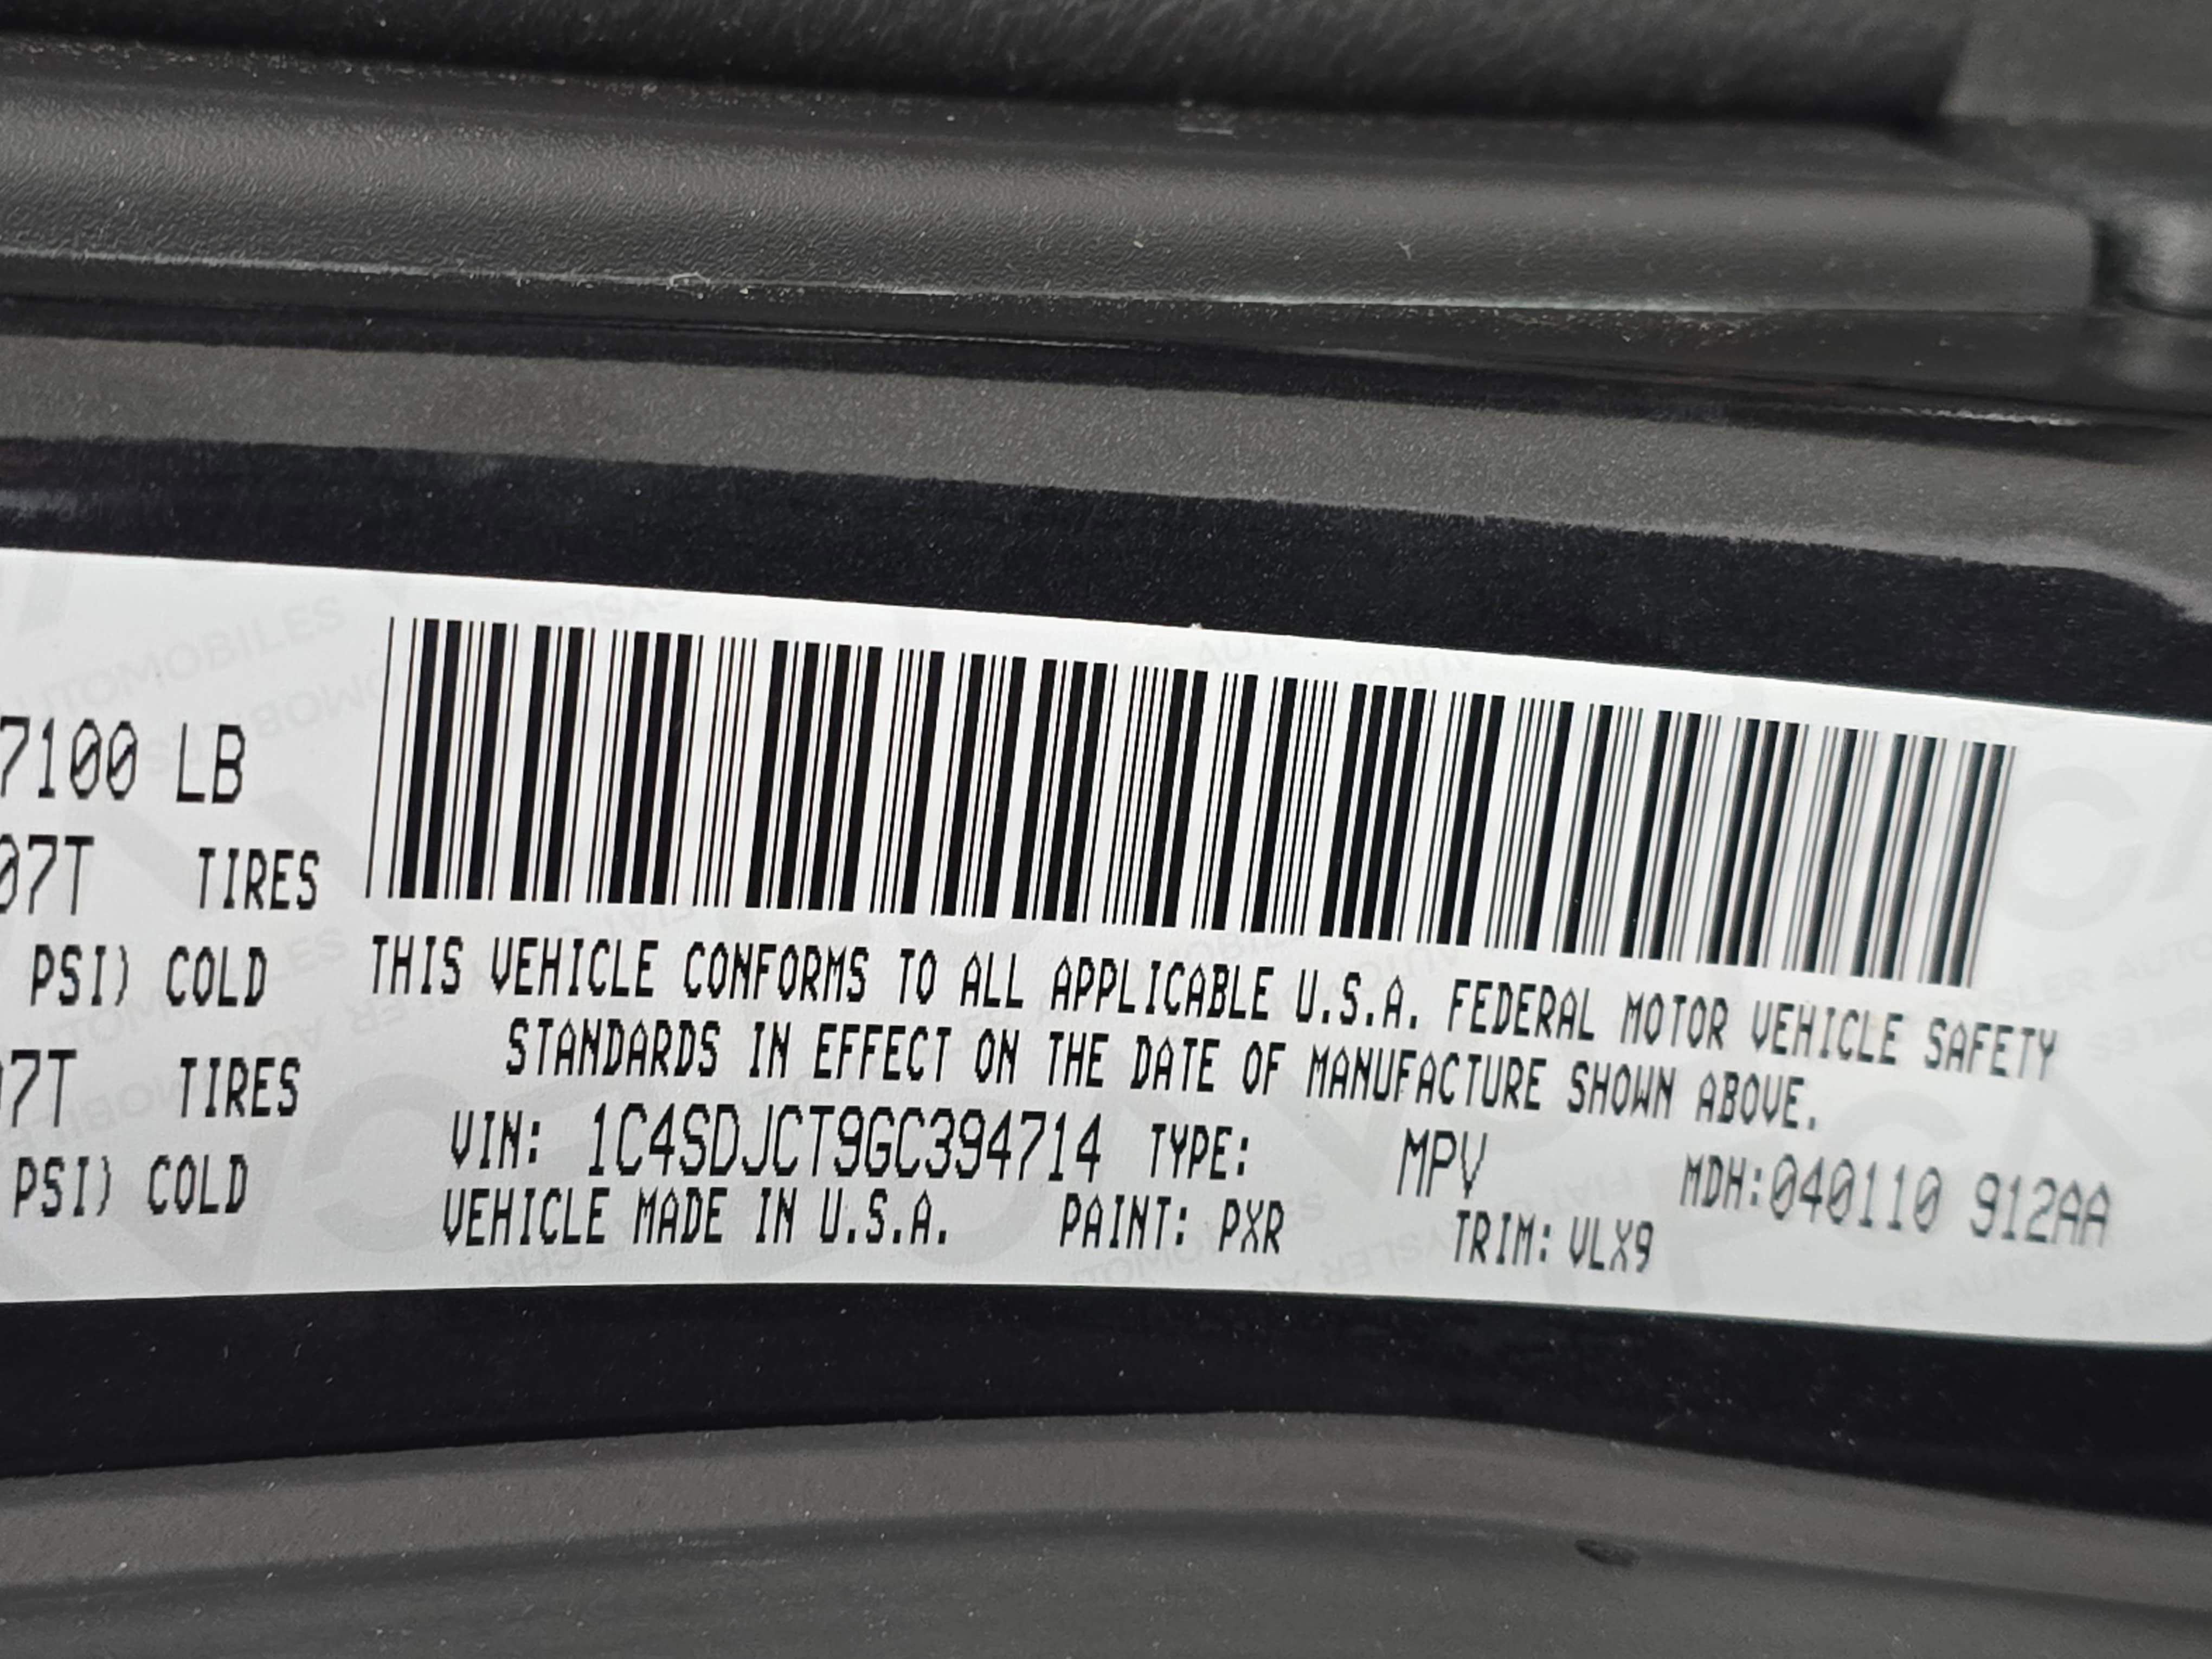 7100 LB
07T TIRES
PSI) COLD
7T TIRES
PSI) COLD
THIS VEHICLE CONFORMS TO ALL APPLICABLE U.S.A. FEDERAL MOTOR VEHICLE SAFETY
STANDARDS IN EFFECT ON THE DATE OF MANUFACTURE SHOWN ABOVE.
VIN: 1C4SDJCT9GC394714 TYPE: MPV MDH:040110 912AA
VEHICLE MADE IN U.S.A. PAINT: PXR TRIM: VLX9